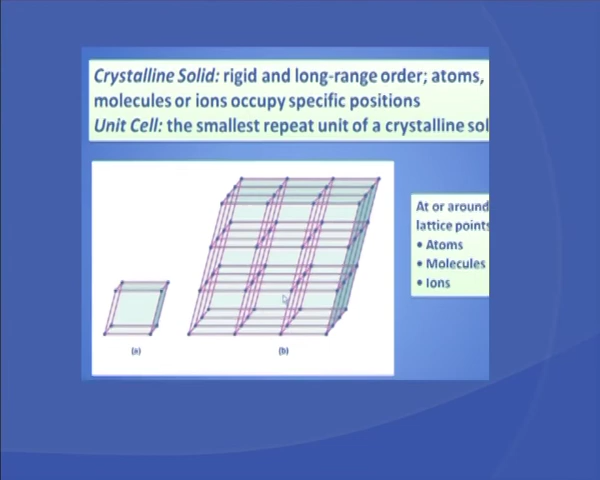 Crystalline Solid: rigid and long-range order; atoms,
molecules or ions occupy specific positions
Unit Cell: the smallest repeat unit of a crystalline sol
At or around
lattice points
• Atoms
• Molecules
• Ions
(a)
(b)